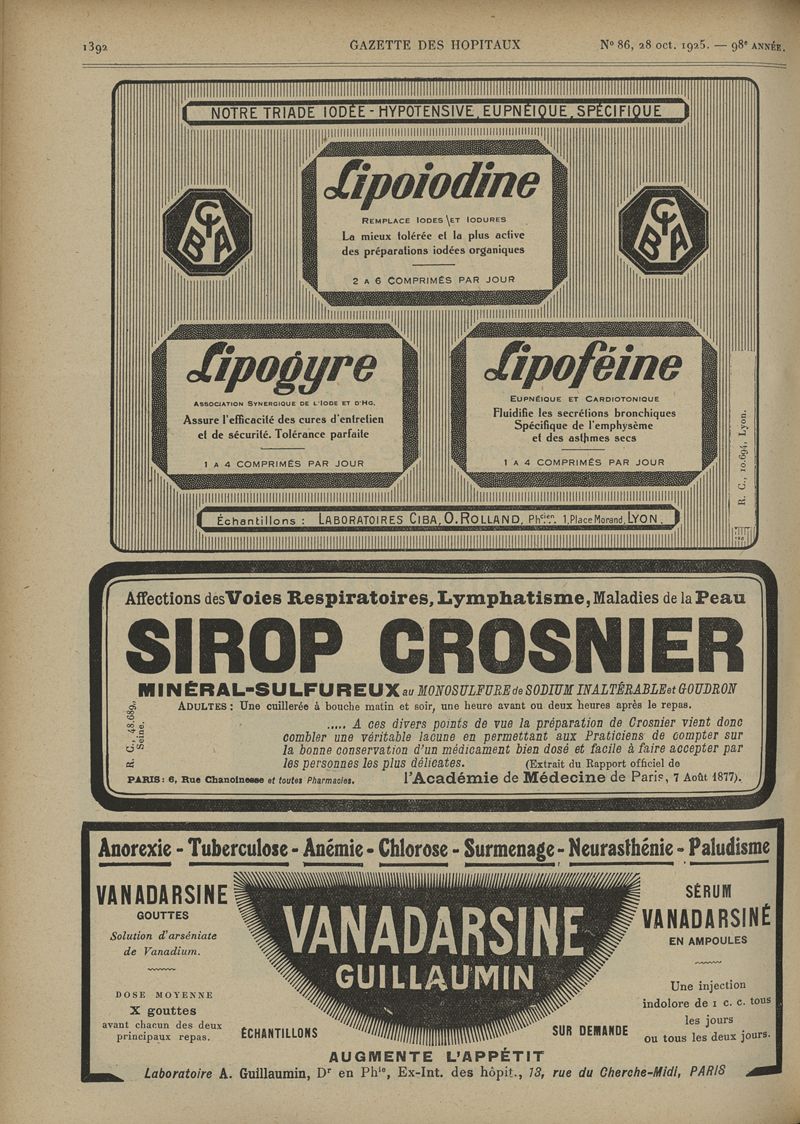 1392 GAZETTE DES HOPITAUX Nº 86, 28 oct. 1925. — 98e ANNÉE.
NOTRE TRIADE IODÉE - HYPOTENSIVE, EUPNÉIQUE, SPÉCIFIQUE
Lipoiodine
REMPLACE IODES \ET IODURES
La mieux tolérée et la plus active
des préparations iodées organiques
2 A 6 COMPRIMÉS PAR JOUR
CIBA
CIBA
Lipogyre
ASSOCIATION SYNERGIQUE DE L'IODE ET D'HG.
Assure l'efficacité des cures d'entretien
et de sécurité. Tolérance parfaite
1 A 4 COMPRIMÉS PAR JOUR
Lipoféine
EUPNÉIQUE ET CARDIOTONIQUE
Fluidifie les secrétions bronchiques
Spécifique de l'emphysème
et des asthmes secs
1 A 4 COMPRIMÉS PAR JOUR
R. C., 10.694, Lyon.
Échantillons : LABORATOIRES CIBA, O. ROLLAND, Phcien. 1, Place Morand, LYON.
Affections des Voies Respiratoires, Lymphatisme, Maladies de la Peau
SIROP CROSNIER
MINÉRAL-SULFUREUX au MONOSULFURE de SODIUM INALTÉRABLE et GOUDRON
ADULTES : Une cuillerée à bouche matin et soir, une heure avant ou deux heures après le repas.
R. C., 48.689, Seine.
..... A ces divers points de vue la préparation de Crosnier vient donc
combler une véritable lacune en permettant aux Praticiens de compter sur
la bonne conservation d'un médicament bien dosé et facile à faire accepter par
les personnes les plus délicates. (Extrait du Rapport officiel de
PARIS : 6, Rue Chanoinesse et toutes Pharmacies. l'Académie de Médecine de Paris, 7 Août 1877).
Anorexie - Tuberculose - Anémie - Chlorose - Surmenage - Neurasthénie - Paludisme
VANADARSINE
GOUTTES
Solution d'arséniate
de Vanadium.
DOSE MOYENNE
X gouttes
avant chacun des deux
principaux repas.
VANADARSINE
GUILLAUMIN
ÉCHANTILLONS SUR DEMANDE
SÉRUM
VANADARSINÉ
EN AMPOULES
Une injection
indolore de 1 c. c. tous
les jours
ou tous les deux jours.
AUGMENTE L'APPÉTIT
Laboratoire A. Guillaumin, Dr en Phie, Ex-Int. des hôpit., 13, rue du Cherche-Midi, PARIS